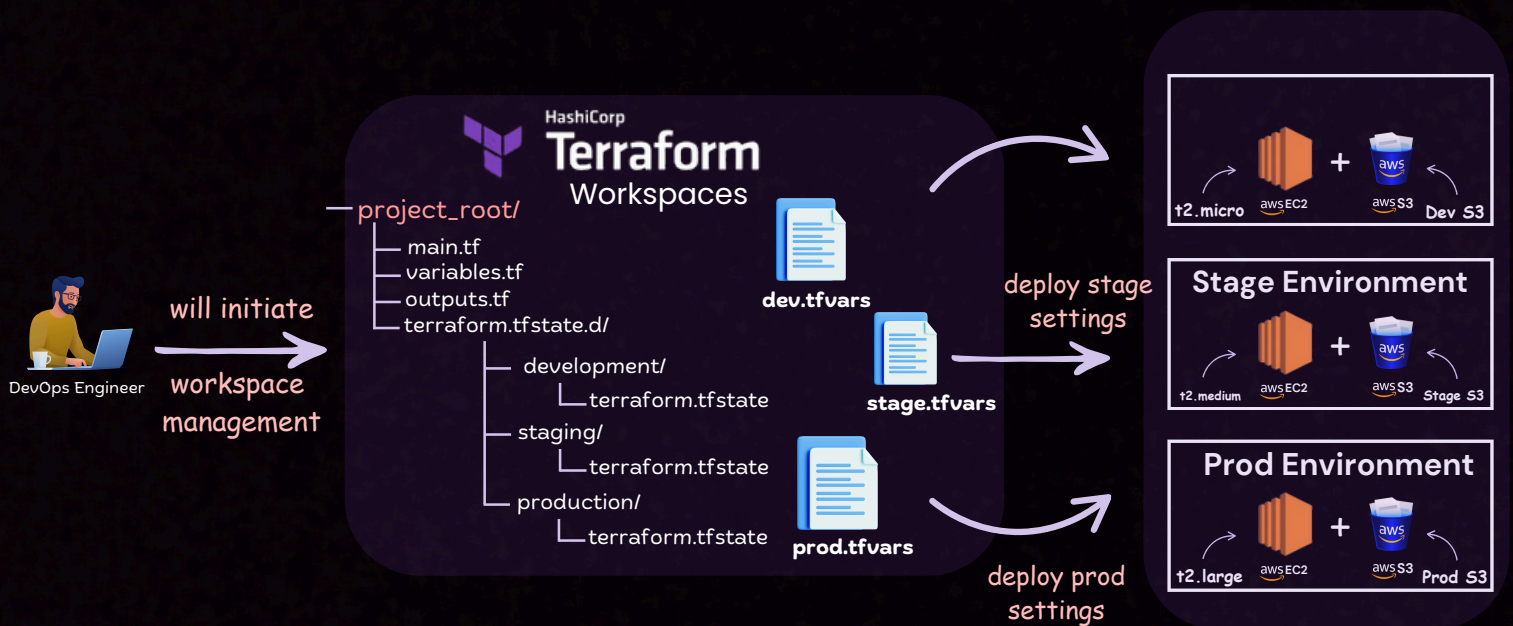 DevOps Engineer
will initiate
workspace
management
HashiCorp
Terraform
Workspaces
project_root/
main.tf
variables.tf
outputs.tf
terraform.tfstate.d/
development/
terraform.tfstate
staging/
terraform.tfstate
production/
terraform.tfstate
dev.tfvars
stage.tfvars
prod.tfvars
deploy stage
settings
deploy prod
settings
t2.micro
aws EC2
+
aws
aws S3
Dev S3
Stage Environment
t2.medium
aws EC2
+
aws
aws S3
Stage S3
Prod Environment
t2.large
aws EC2
+
aws
aws S3
Prod S3